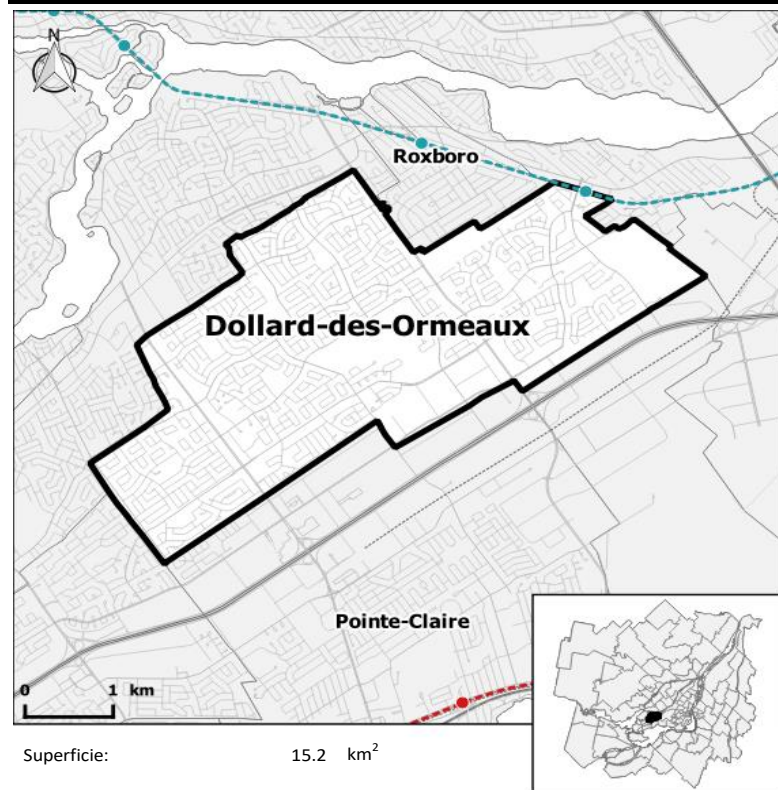 N
Roxboro
Dollard-des-Ormeaux
Pointe-Claire
0 1 km
Superficie: 15.2 km²